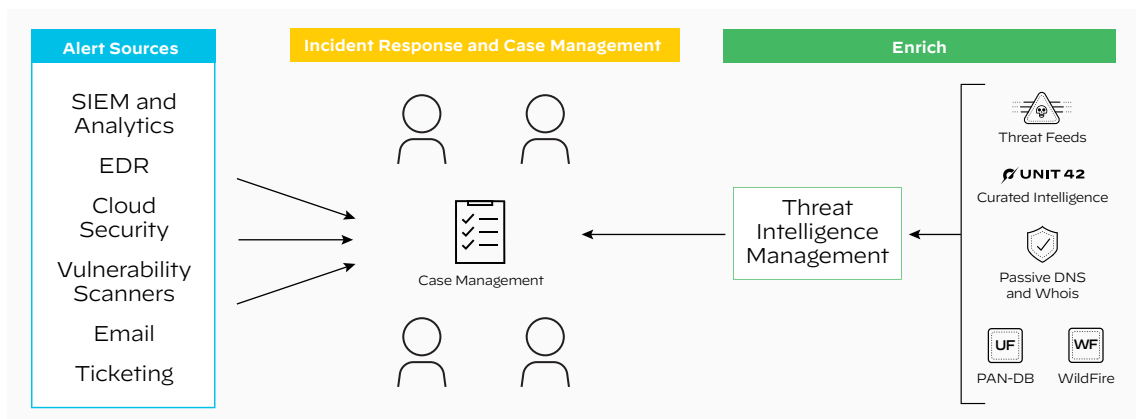 Alert Sources
SIEM and
Analytics
EDR
Cloud
Security
Vulnerability
Scanners
Email
Ticketing
Incident Response and Case Management
Case Management
Enrich
Threat
Intelligence
Management
Threat Feeds
UNIT 42
Curated Intelligence
Passive DNS
and Whois
UF
PAN-DB
WF
WildFire